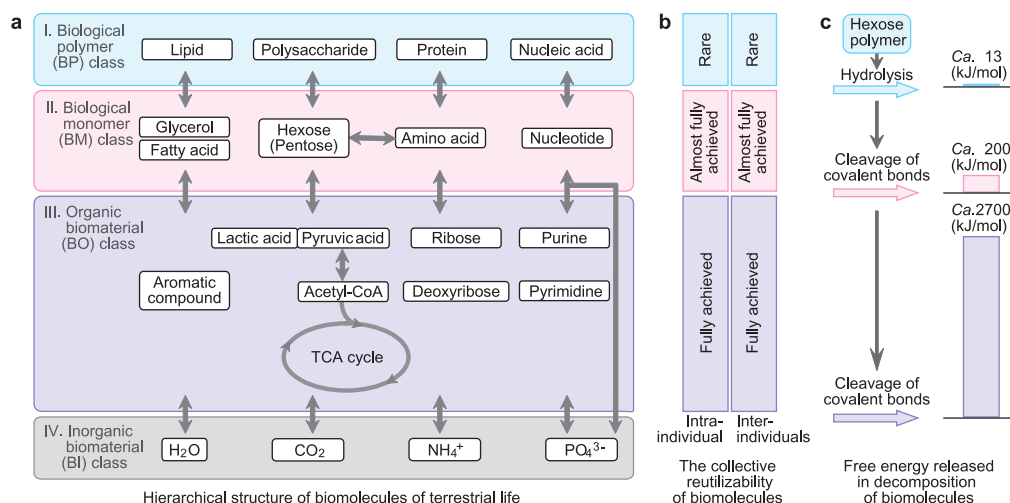 a
I. Biological
polymer
(BP) class
Lipid
Polysaccharide
Protein
Nucleic acid
II. Biological
monomer
(BM) class
Glycerol
Fatty acid
Hexose
(Pentose)
Amino acid
Nucleotide
III. Organic
biomaterial
(BO) class
Lactic acid
Pyruvic acid
Ribose
Purine
Aromatic
compound
Acetyl-CoA
Deoxyribose
Pyrimidine
TCA cycle
IV. Inorganic
biomaterial
(BI) class
H₂O
CO₂
NH₄⁺
PO₄³⁻
Hierarchical structure of biomolecules of terrestrial life
b
Rare
Rare
Almost fully
achieved
Almost fully
achieved
Fully achieved
Fully achieved
Intra-
individual
Inter-
individuals
The collective
reutilizability
of biomolecules
c
Hexose
polymer
Hydrolysis
Ca. 13
(kJ/mol)
Cleavage of
covalent bonds
Ca. 200
(kJ/mol)
Ca.2700
(kJ/mol)
Cleavage of
covalent bonds
Free energy released
in decomposition
of biomolecules